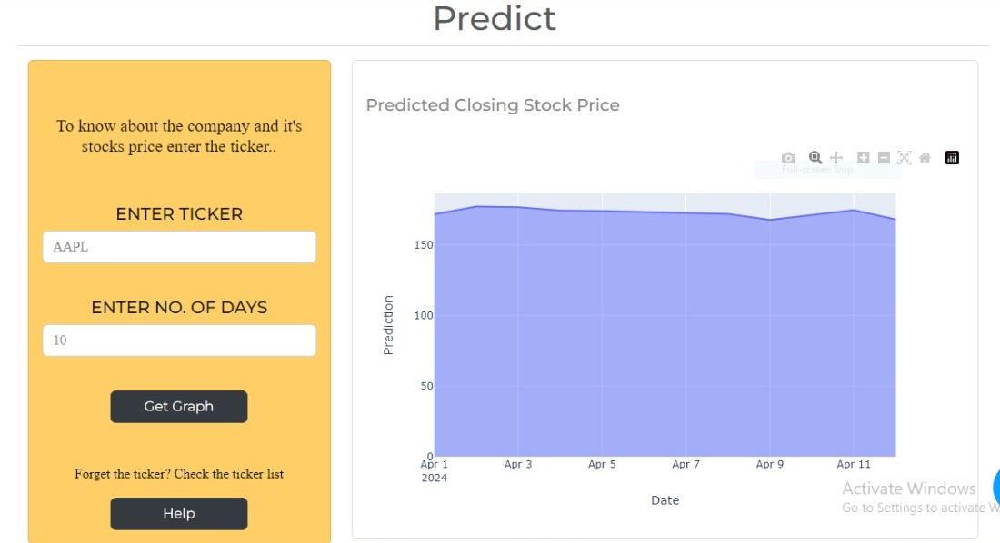 Predict
To know about the company and it's
stocks price enter the ticker..
ENTER TICKER
AAPL
ENTER NO. OF DAYS
10
Get Graph
Forget the ticker? Check the ticker list
Help
Predicted Closing Stock Price
Full-screen Snip
150
100
50
0
Prediction
Apr 1 Apr 3 Apr 5 Apr 7 Apr 9 Apr 11
2024
Date
Activate Windows
Go to Settings to activate W